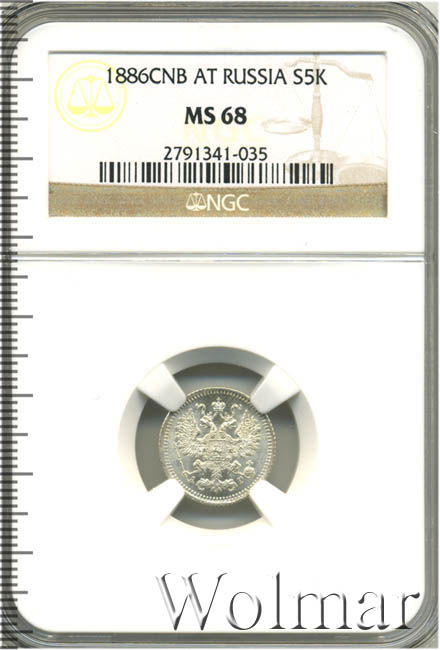 1886CNB AT RUSSIA S5K
MS 68
2791341-035
NGC
Wolmar